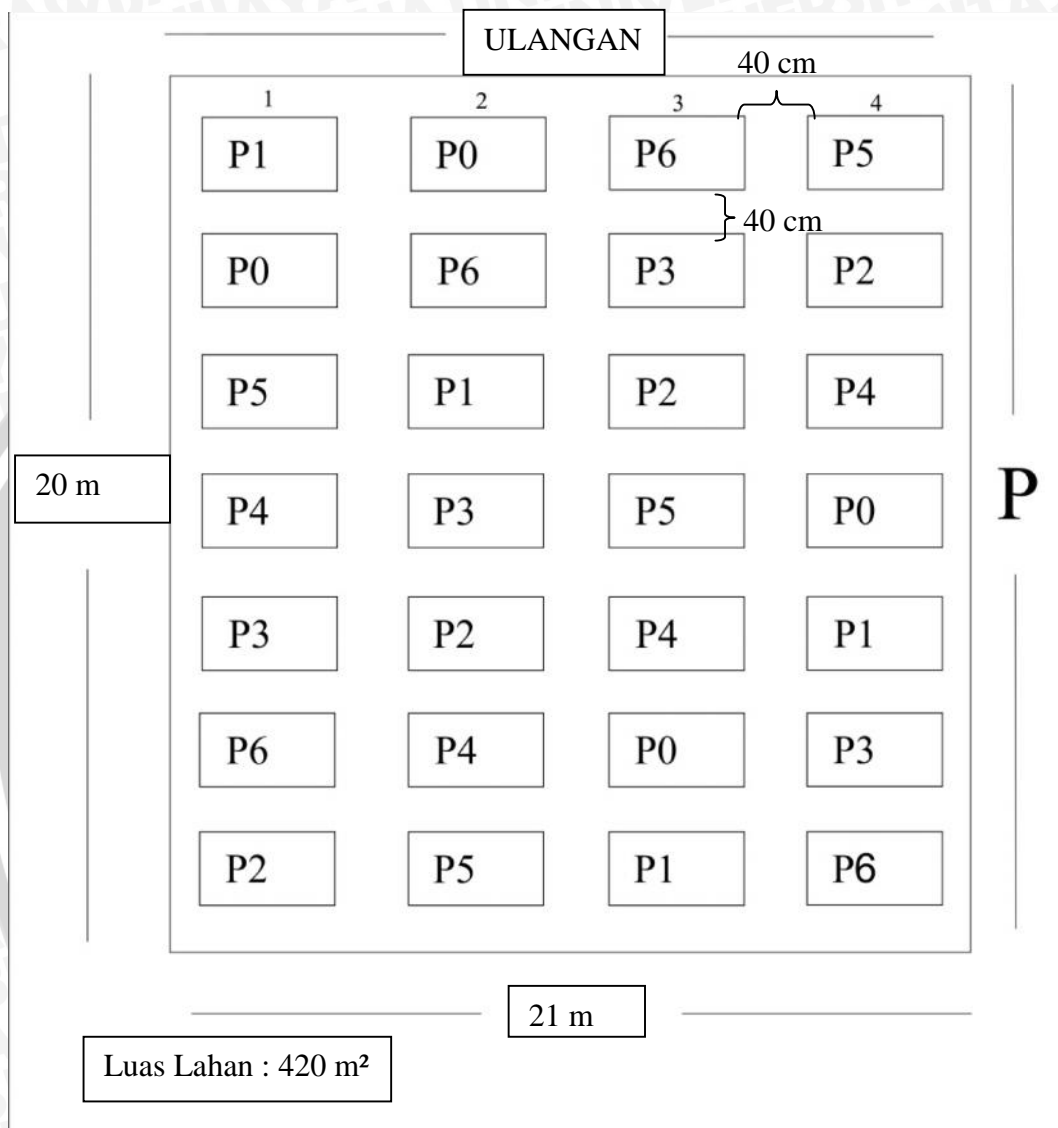 ULANGAN
40 cm
1 2 3 4
P1 P0 P6 P5
40 cm
P0 P6 P3 P2
P5 P1 P2 P4
20 m
P4 P3 P5 P0
P
P3 P2 P4 P1
P6 P4 P0 P3
P2 P5 P1 P6
21 m
Luas Lahan : 420 m²